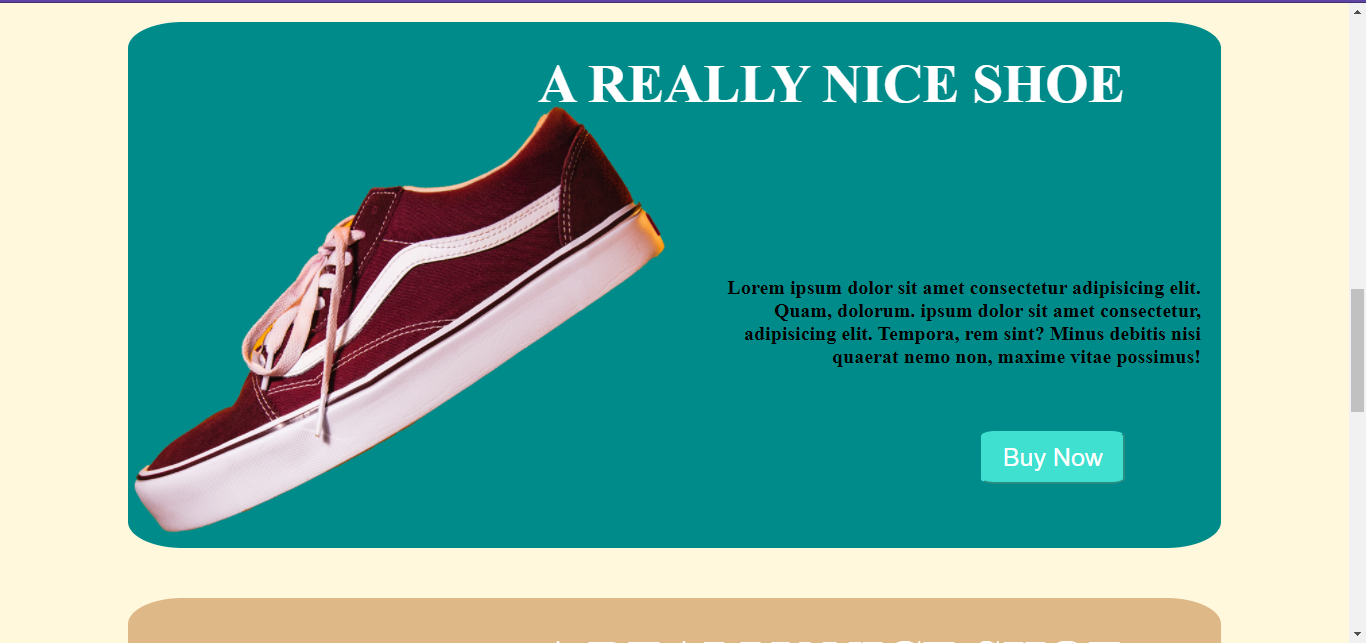 A REALLY NICE SHOE
Lorem ipsum dolor sit amet consectetur adipisicing elit.
Quam, dolorum. ipsum dolor sit amet consectetur,
adipisicing elit. Tempora, rem sint? Minus debitis nisi
quaerat nemo non, maxime vitae possimus!
Buy Now